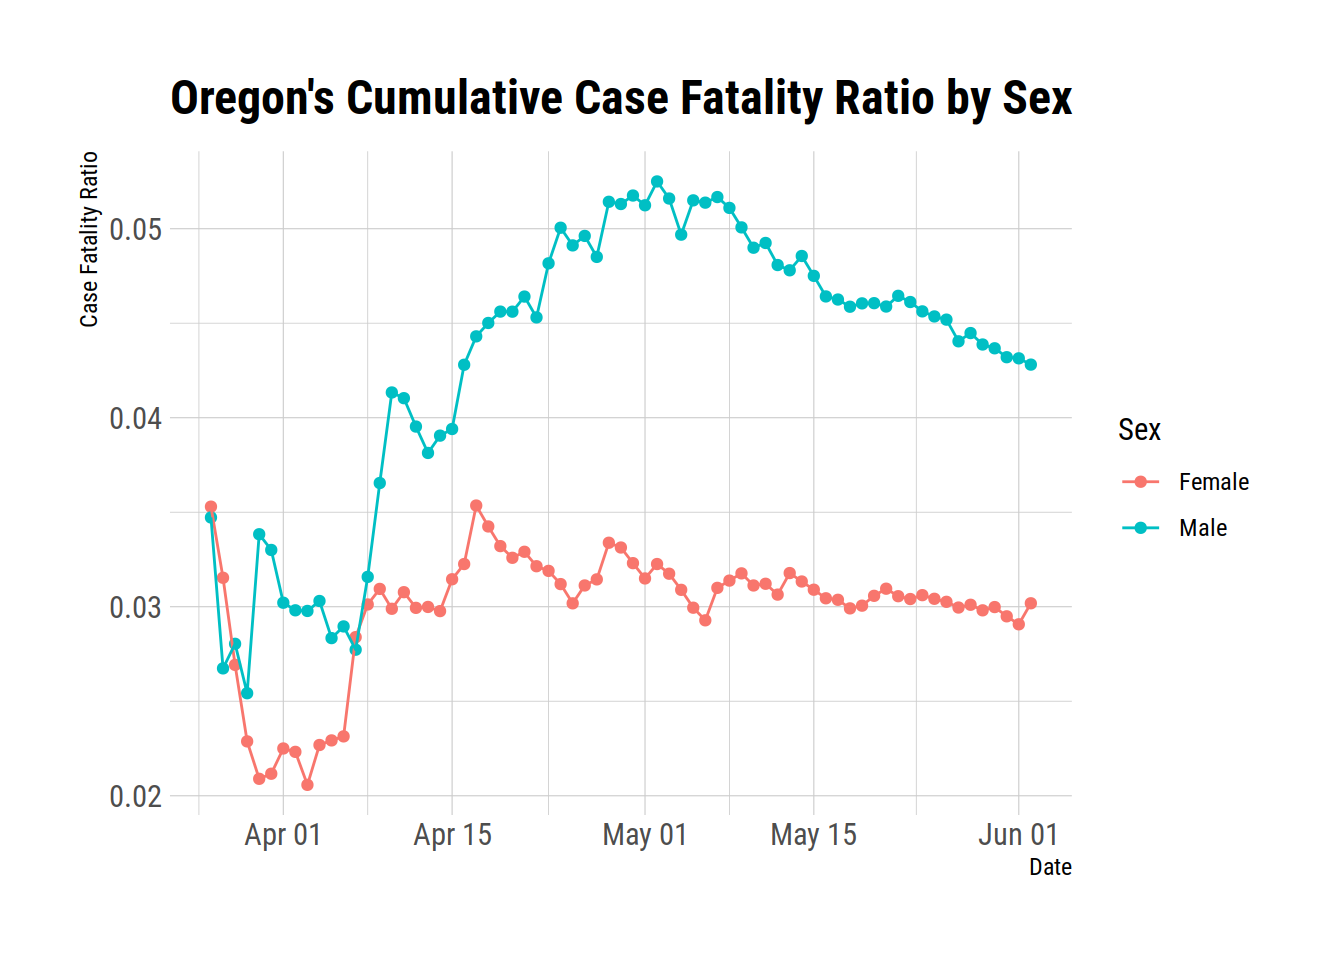 Oregon's Cumulative Case Fatality Ratio by Sex
Case Fatality Ratio
0.05
0.04
0.03
0.02
Apr 01
Apr 15
May 01
May 15
Jun 01
Date
Sex
Female
Male